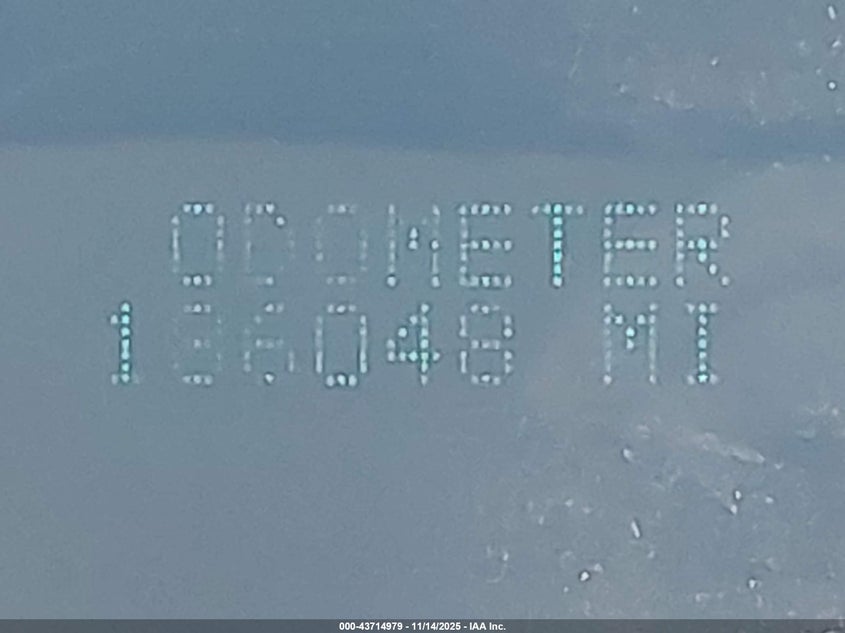 ODOMETER
186048 MI
000-43714979 - 11/14/2025 - IAA Inc.